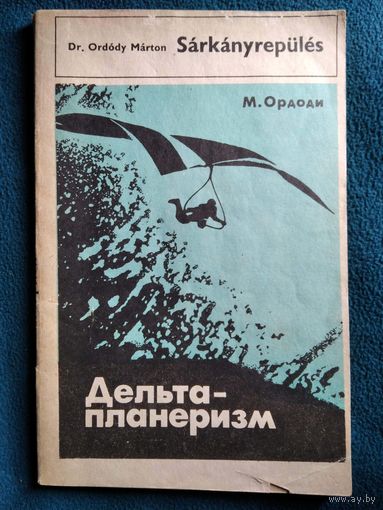 Dr. Ordódy Márton Sárkányrepülés
М.Ордоди
Дельта-
планеризм
www.ay.by